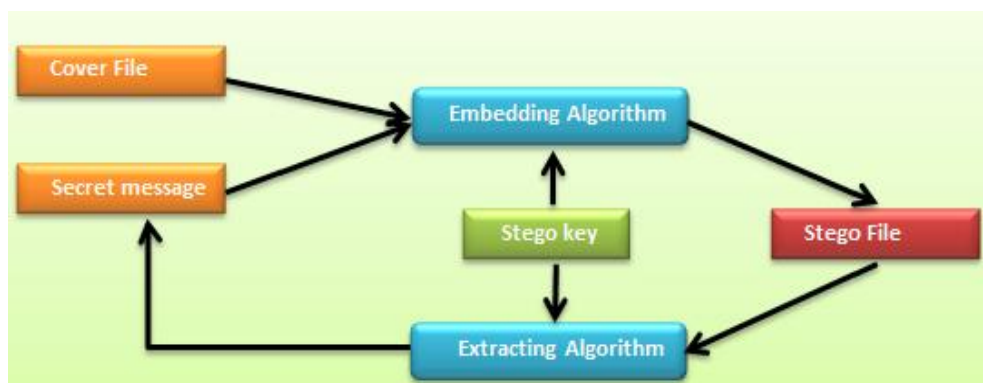 Cover File
Embedding Algorithm
Secret message
Stego key
Stego File
Extracting Algorithm